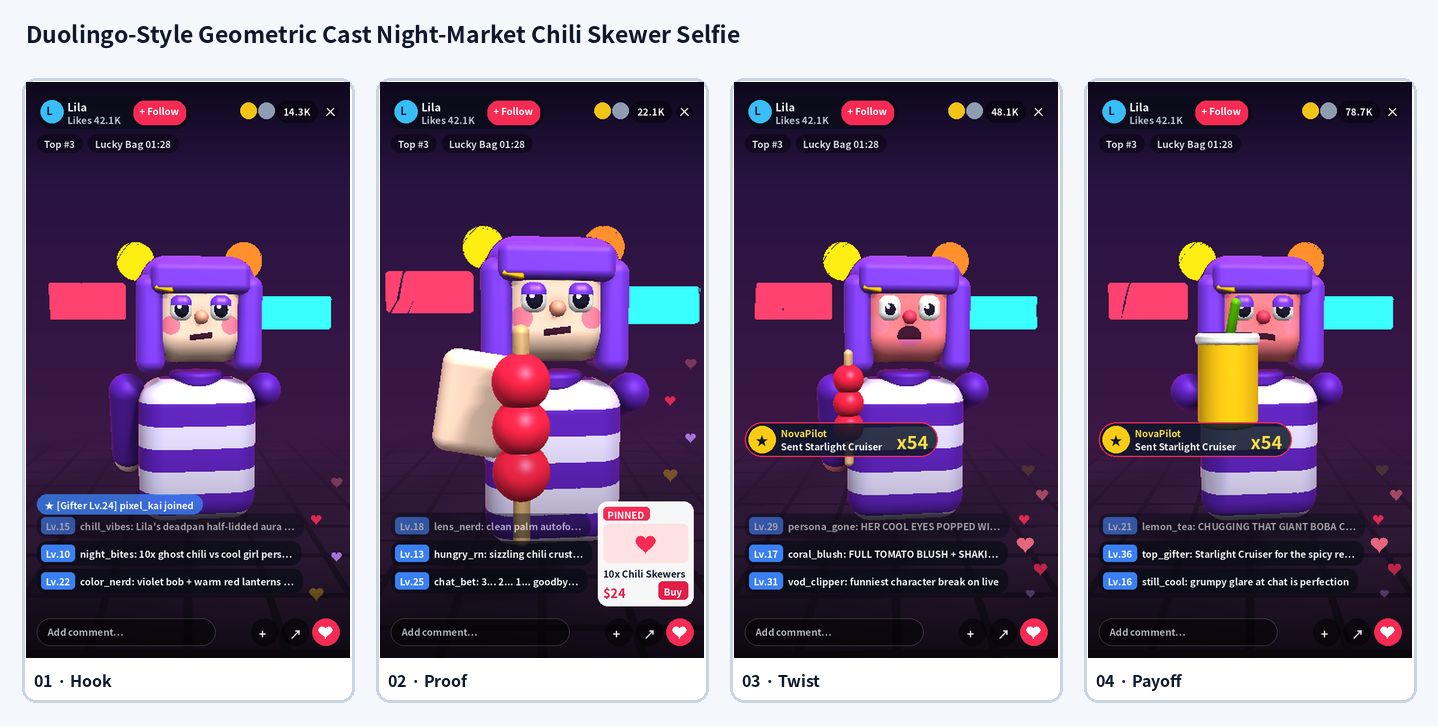 Duolingo-Style Geometric Cast Night-Market Chili Skewer Selfie
L
Lila
Likes 42.1K
+ Follow
14.3K
×
Top #3
Lucky Bag 01:28
★ [Gifter Lv.24] pixel_kai joined
Lv.15 chill_vibes: Lila's deadpan half-lidded aura …
Lv.10 night_bites: 10x ghost chili vs cool girl pers…
Lv.22 color_nerd: violet bob + warm red lanterns …
Add comment…
+
↗
01 · Hook
L
Lila
Likes 42.1K
+ Follow
22.1K
×
Top #3
Lucky Bag 01:28
PINNED
10x Chili Skewers
$24
Buy
Lv.18 lens_nerd: clean palm autofo…
Lv.13 hungry_rn: sizzling chili crust…
Lv.25 chat_bet: 3... 2... 1... goodby…
Add comment…
+
↗
02 · Proof
L
Lila
Likes 42.1K
+ Follow
48.1K
×
Top #3
Lucky Bag 01:28
★
NovaPilot
Sent Starlight Cruiser
x54
Lv.29 persona_gone: HER COOL EYES POPPED WI…
Lv.17 coral_blush: FULL TOMATO BLUSH + SHAKI…
Lv.31 vod_clipper: funniest character break on live
Add comment…
+
↗
03 · Twist
L
Lila
Likes 42.1K
+ Follow
78.7K
×
Top #3
Lucky Bag 01:28
★
NovaPilot
Sent Starlight Cruiser
x54
Lv.21 lemon_tea: CHUGGING THAT GIANT BOBA C…
Lv.36 top_gifter: Starlight Cruiser for the spicy re…
Lv.16 still_cool: grumpy glare at chat is perfection
Add comment…
+
↗
04 · Payoff